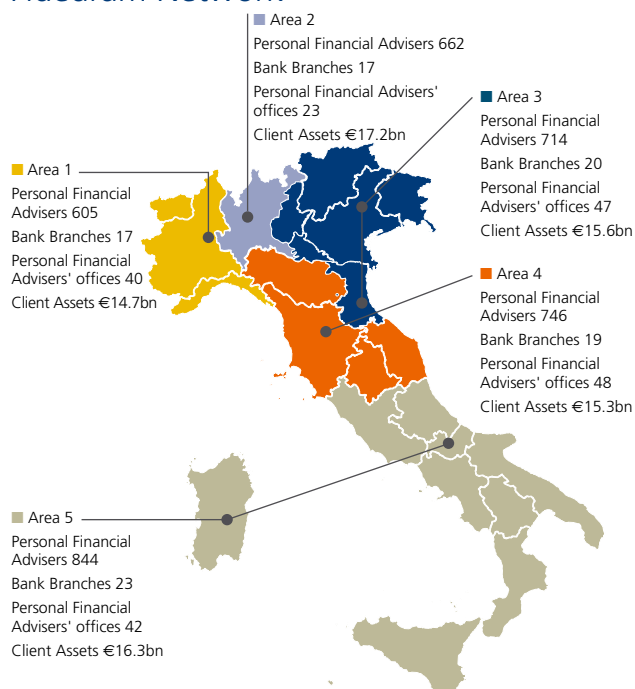 Area 2
Personal Financial Advisers 662
Bank Branches 17
Personal Financial Advisers'
offices 23
Client Assets €17.2bn
Area 3
Personal Financial
Advisers 714
Bank Branches 20
Personal Financial
Advisers' offices 47
Client Assets €15.6bn
Area 1
Personal Financial
Advisers 605
Bank Branches 17
Personal Financial
Advisers' offices 40
Client Assets €14.7bn
Area 4
Personal Financial
Advisers 746
Bank Branches 19
Personal Financial
Advisers' offices 48
Client Assets €15.3bn
Area 5
Personal Financial
Advisers 844
Bank Branches 23
Personal Financial
Advisers' offices 42
Client Assets €16.3bn